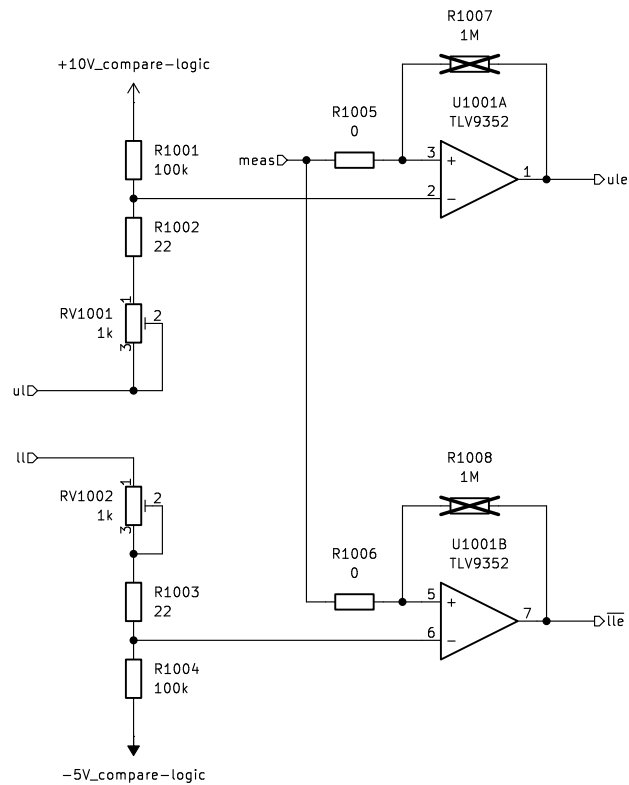 R1007
1M
+10V_compare-logic
U1001A
TLV9352
R1005
0
R1001
100k
meas
3
+
1
ule
2
−
R1002
22
1
RV1001
1k
2
3
ul
ll
R1008
1M
1
RV1002
1k
2
3
U1001B
TLV9352
R1006
0
R1003
22
5
+
7
lle
6
−
R1004
100k
−5V_compare-logic